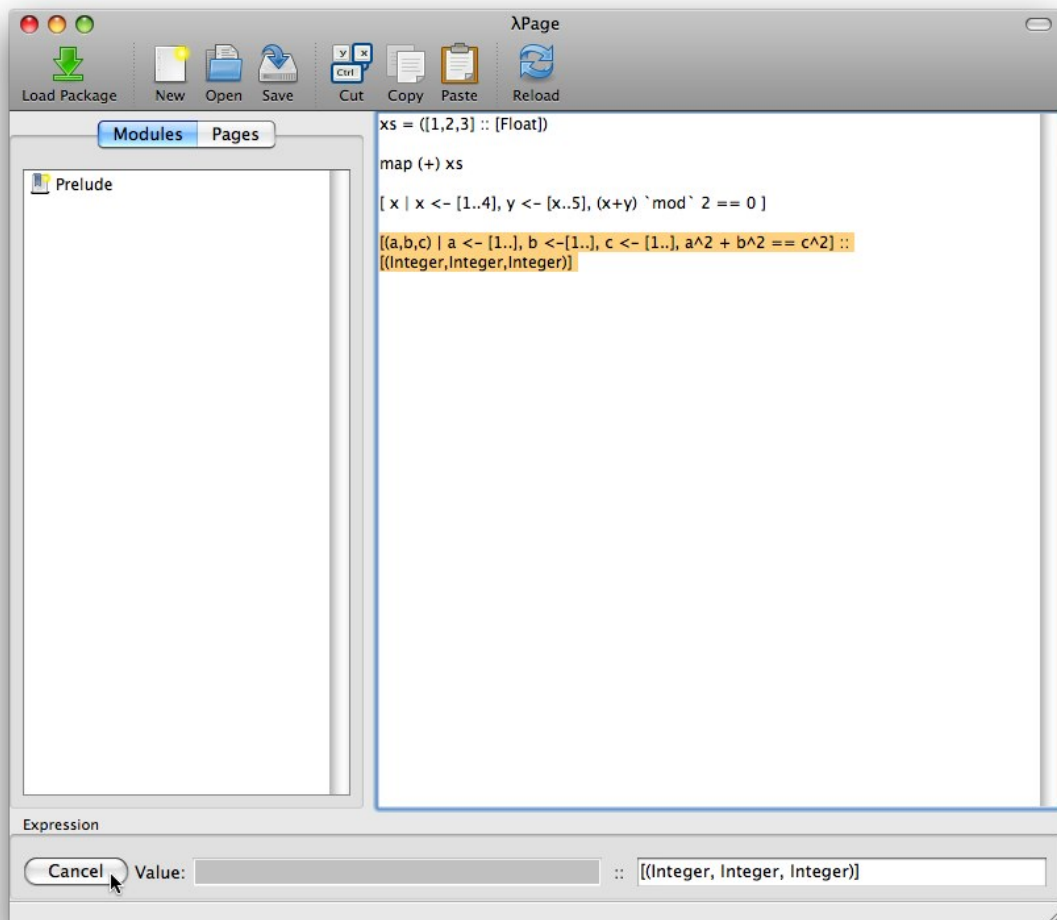 λPage
Load Package New Open Save Cut Copy Paste Reload
y x
Ctrl
Modules Pages
Prelude
xs = ([1,2,3] :: [Float])
map (+) xs
[ x | x <- [1..4], y <- [x..5], (x+y) `mod` 2 == 0 ]
[(a,b,c) | a <- [1..], b <-[1..], c <- [1..], a^2 + b^2 == c^2] ::
[(Integer,Integer,Integer)]
Expression
Cancel Value: :: [(Integer, Integer, Integer)]